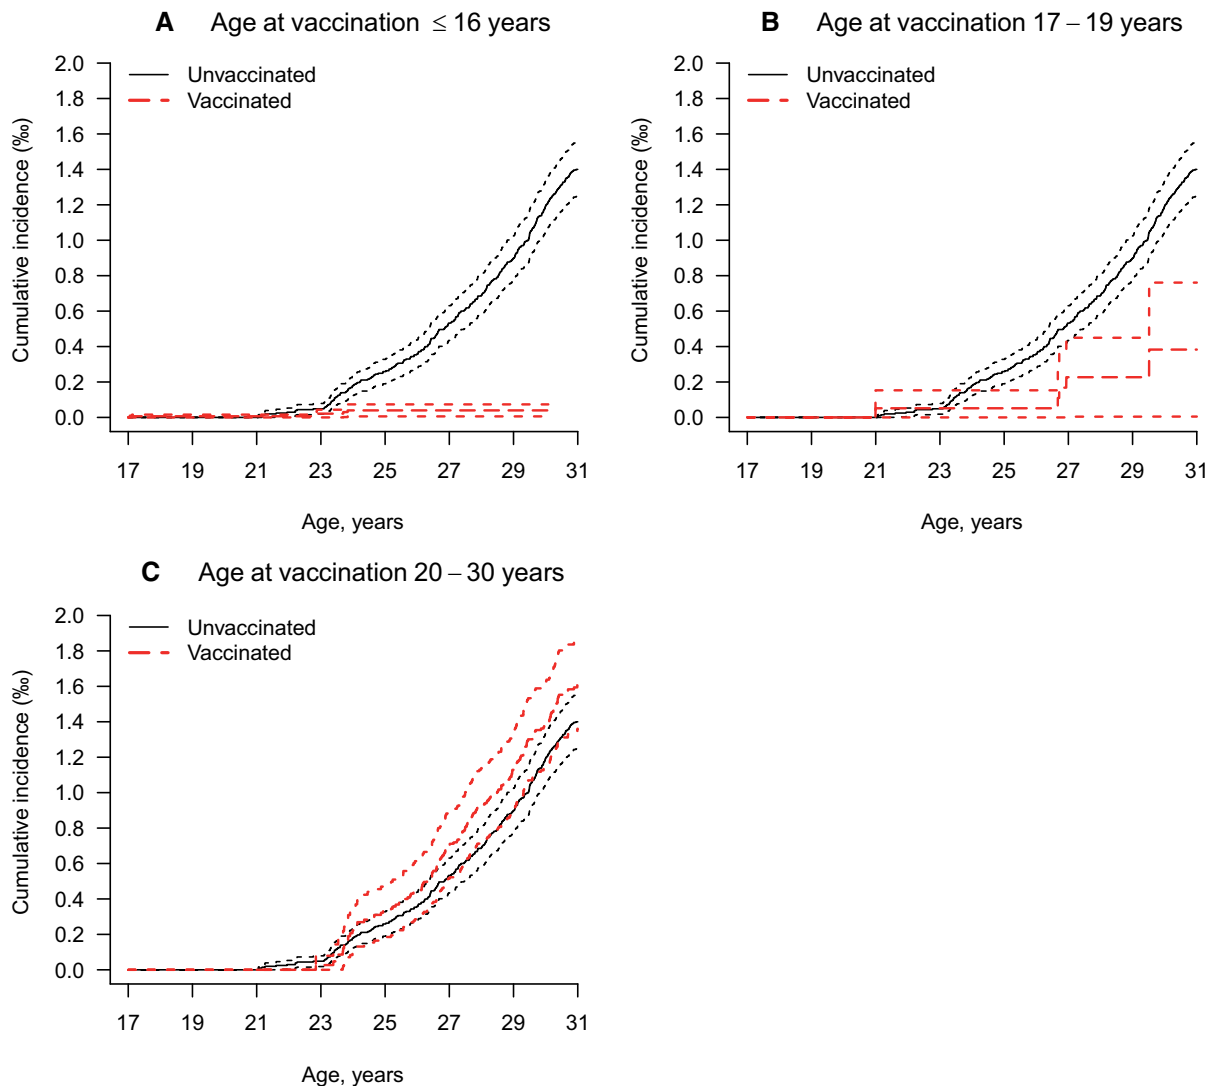 A Age at vaccination ≤ 16 years
2.0
1.8
1.6
1.4
1.2
1.0
0.8
0.6
0.4
0.2
0.0
Cumulative incidence (‰)
Unvaccinated
Vaccinated
17 19 21 23 25 27 29 31
Age, years
B Age at vaccination 17 – 19 years
2.0
1.8
1.6
1.4
1.2
1.0
0.8
0.6
0.4
0.2
0.0
Cumulative incidence (‰)
Unvaccinated
Vaccinated
17 19 21 23 25 27 29 31
Age, years
C Age at vaccination 20 – 30 years
2.0
1.8
1.6
1.4
1.2
1.0
0.8
0.6
0.4
0.2
0.0
Cumulative incidence (‰)
Unvaccinated
Vaccinated
17 19 21 23 25 27 29 31
Age, years